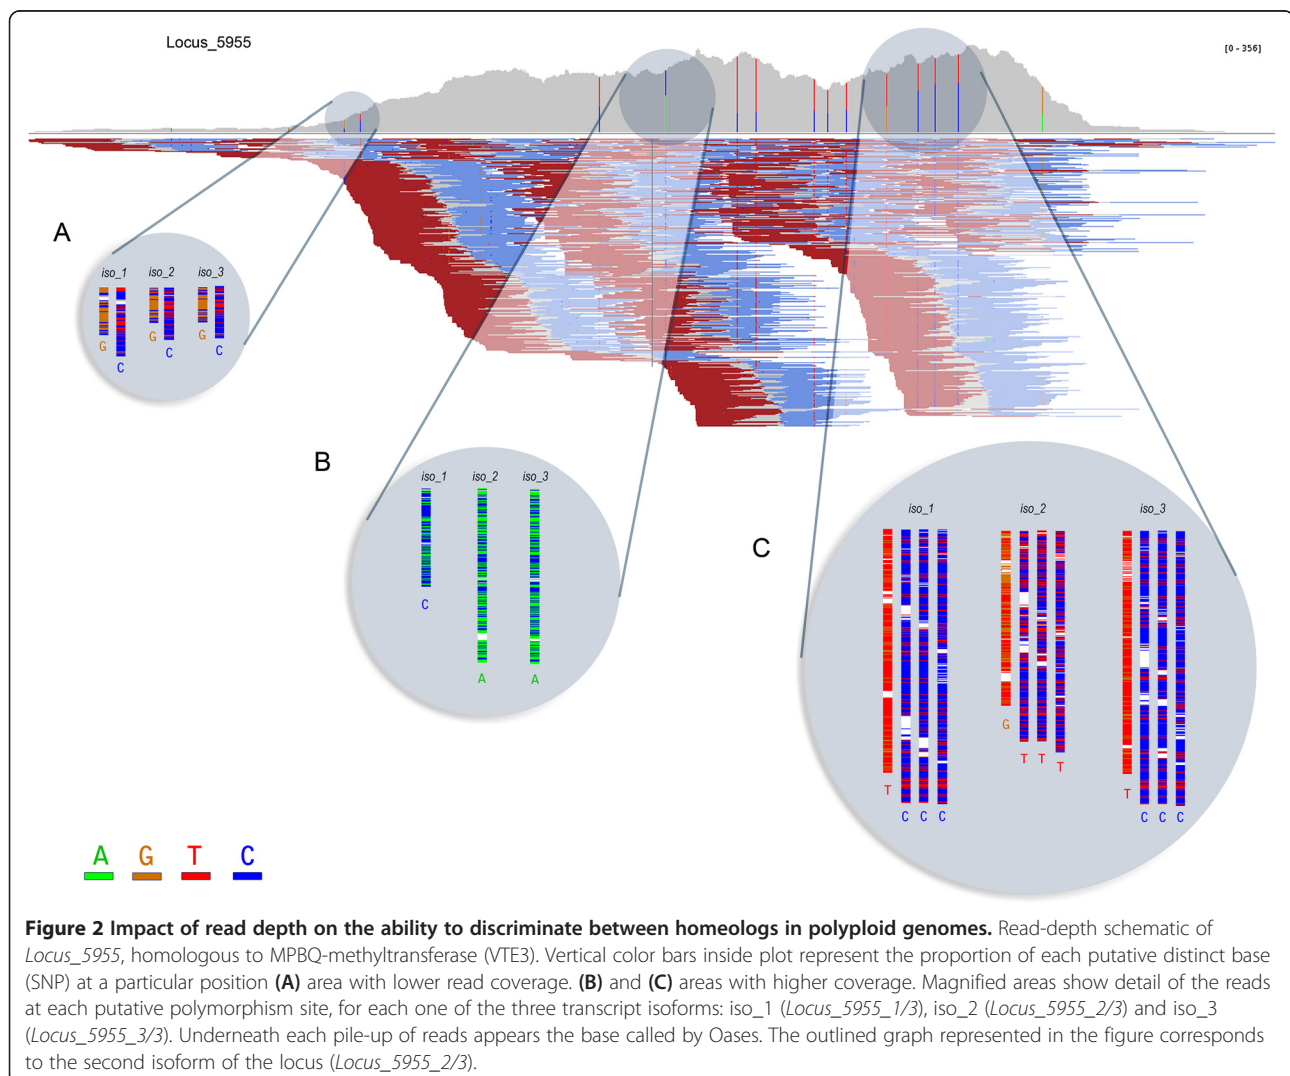 Locus_5955
[0 - 356]
A
iso_1 iso_2 iso_3
G C G C G C
B
iso_1 iso_2 iso_3
C A A
C
iso_1 iso_2 iso_3
T C C C G T T T T C C C
A G T C
Figure 2 Impact of read depth on the ability to discriminate between homeologs in polyploid genomes. Read-depth schematic of
Locus_5955, homologous to MPBQ-methyltransferase (VTE3). Vertical color bars inside plot represent the proportion of each putative distinct base
(SNP) at a particular position (A) area with lower read coverage. (B) and (C) areas with higher coverage. Magnified areas show detail of the reads
at each putative polymorphism site, for each one of the three transcript isoforms: iso_1 (Locus_5955_1/3), iso_2 (Locus_5955_2/3) and iso_3
(Locus_5955_3/3). Underneath each pile-up of reads appears the base called by Oases. The outlined graph represented in the figure corresponds
to the second isoform of the locus (Locus_5955_2/3).